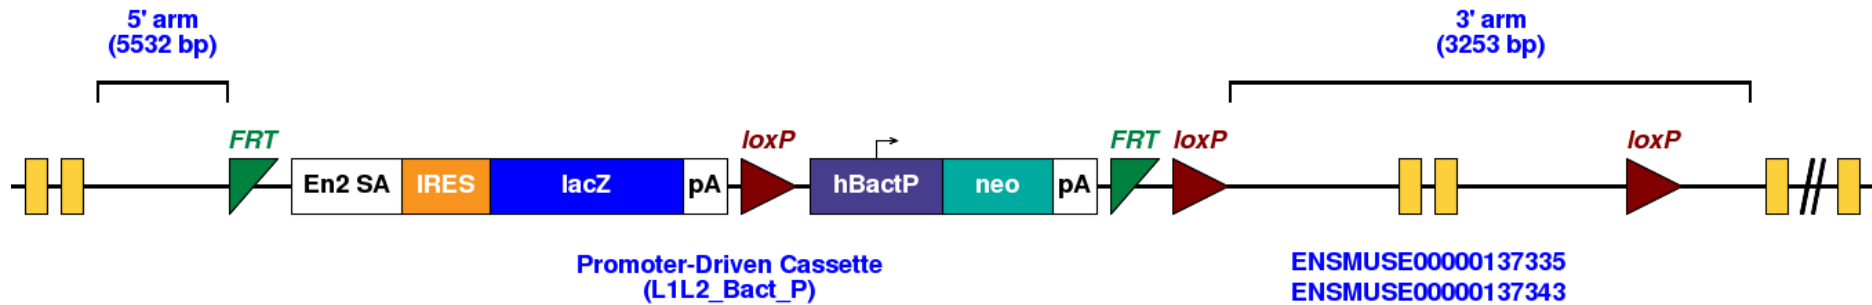 5' arm
(5532 bp)
3' arm
(3253 bp)
FRT
loxP
FRT
loxP
loxP
En2 SA
IRES
lacZ
pA
hBactP
neo
pA
Promoter-Driven Cassette
(L1L2_Bact_P)
ENSMUSE00000137335
ENSMUSE00000137343